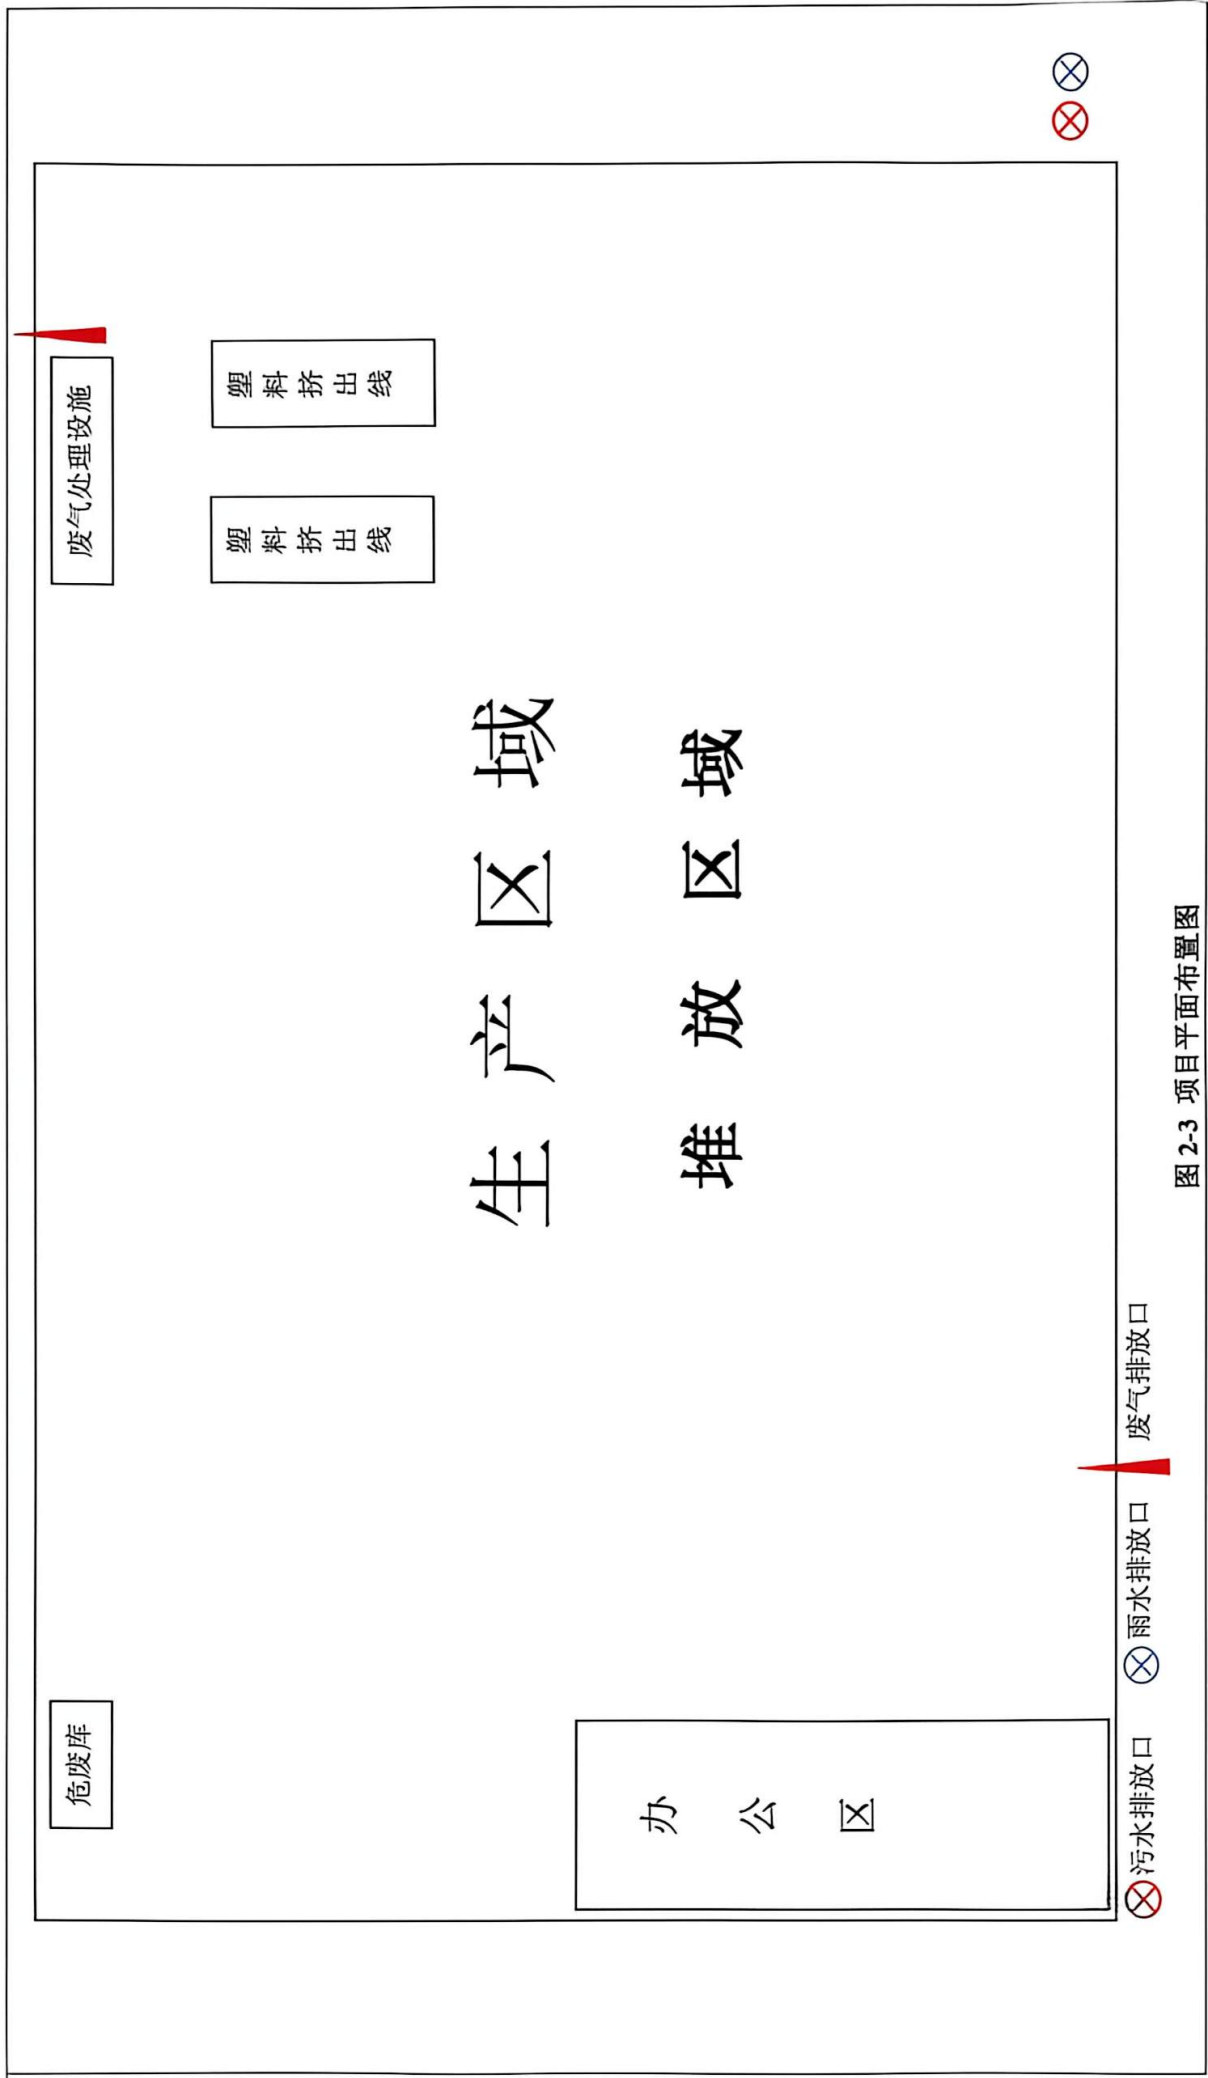 废气处理设施
塑料挤出线
塑料挤出线
危废库
生产区域
堆放区域
办公区
污水排放口
雨水排放口
废气排放口
图 2-3 项目平面布置图